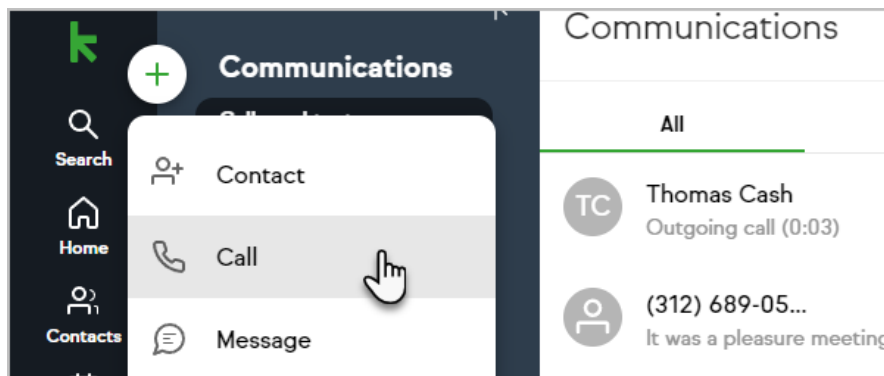 Communications
Search
Home
Contacts
Contact
Call
Message
Communications
All
TC
Thomas Cash
Outgoing call (0:03)
(312) 689-05...
It was a pleasure meeting